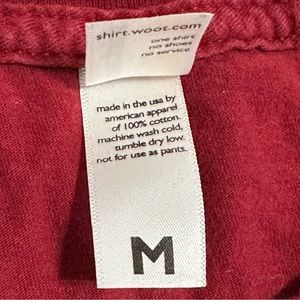 shirt.woot.com
one shirt
no shoes
no service
made in the usa by
american apparel
of 100% cotton.
machine wash cold,
tumble dry low.
not for use as pants.
M